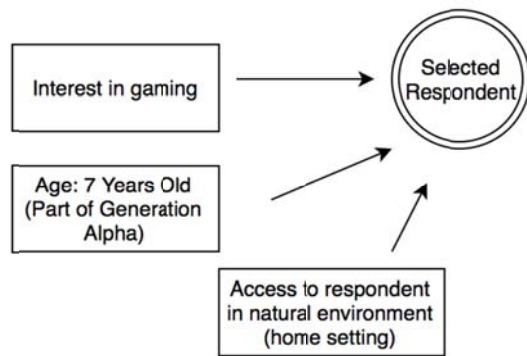 Interest in gaming
Selected
Respondent
Age: 7 Years Old
(Part of Generation
Alpha)
Access to respondent
in natural environment
(home setting)